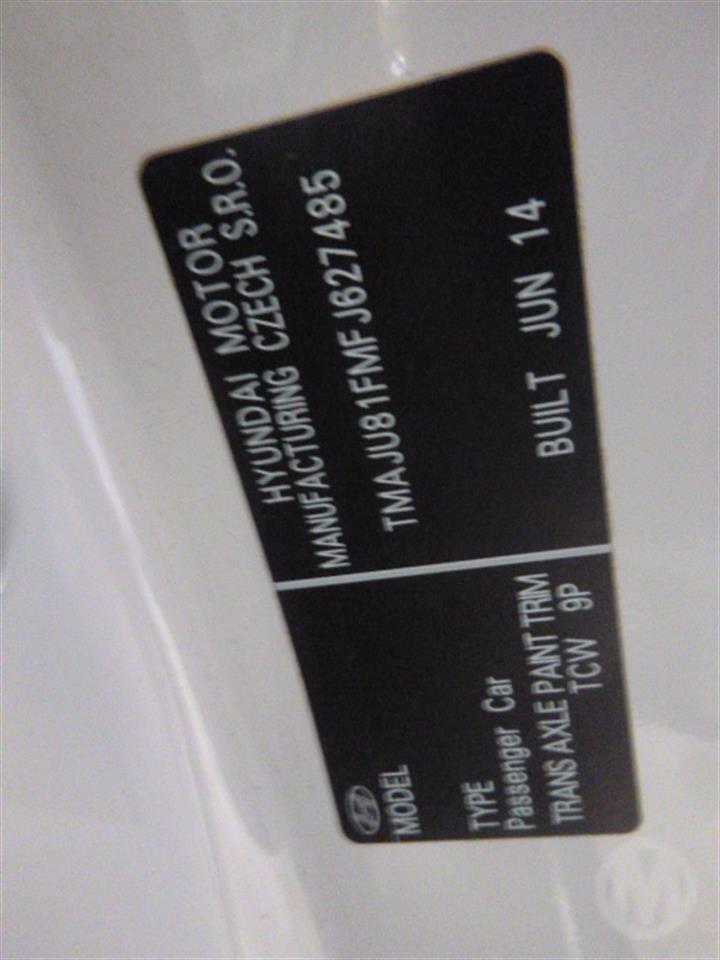 HYUNDAI MOTOR
MANUFACTURING CZECH S.R.O.
TMAJU81FMFJ627485
BUILT JUN 14
MODEL
TYPE
Passenger Car
TRANS AXLE PAINT TRIM
TCW 9P
M